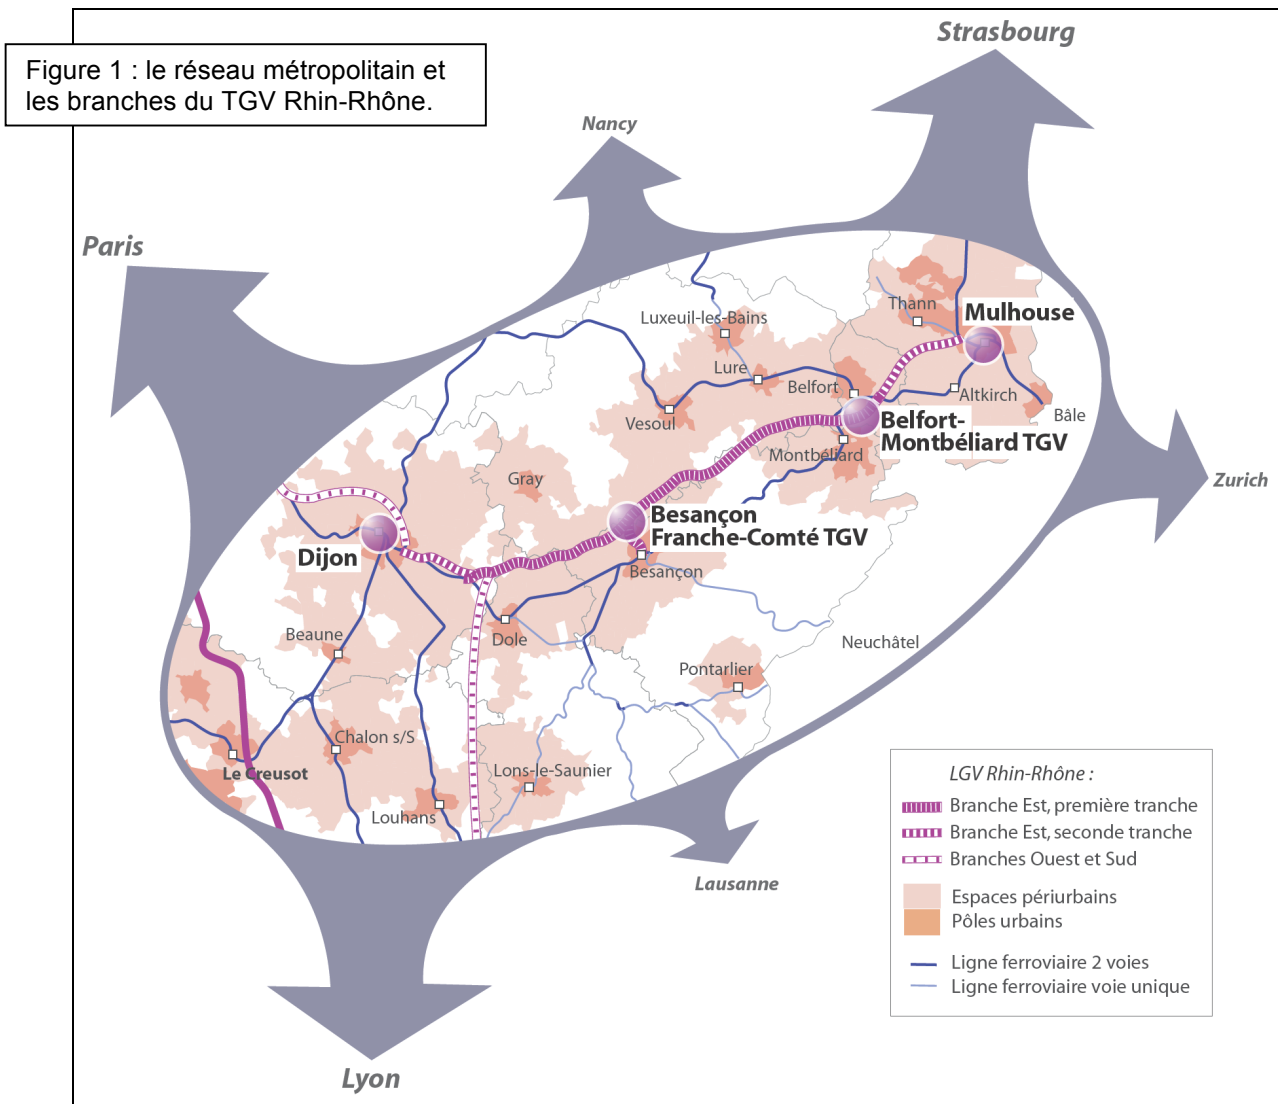 Figure 1 : le réseau métropolitain et
les branches du TGV Rhin-Rhône.
Strasbourg
Nancy
Paris
Thann
Mulhouse
Luxeuil-les-Bains
Lure
Belfort
Altkirch
Bâle
Vesoul
Belfort-
Montbéliard TGV
Montbéliard
Zurich
Gray
Besançon
Franche-Comté TGV
Dijon
Besançon
Beaune
Dole
Neuchâtel
Pontarlier
Chalon s/S
Le Creusot
Lons-le-Saunier
Louhans
Lausanne
Lyon
LGV Rhin-Rhône :
Branche Est, première tranche
Branche Est, seconde tranche
Branches Ouest et Sud
Espaces périurbains
Pôles urbains
Ligne ferroviaire 2 voies
Ligne ferroviaire voie unique